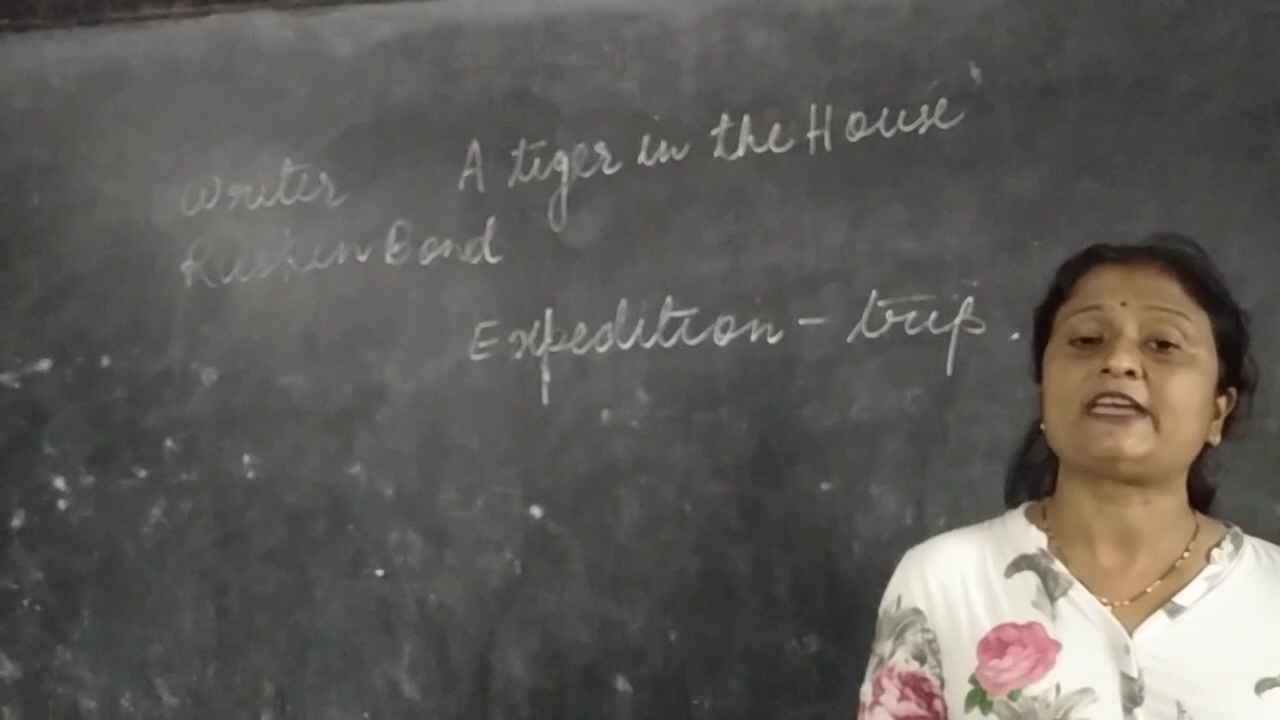 A tiger in the House
Writer
Ruskin Bond
Expedition - trip.